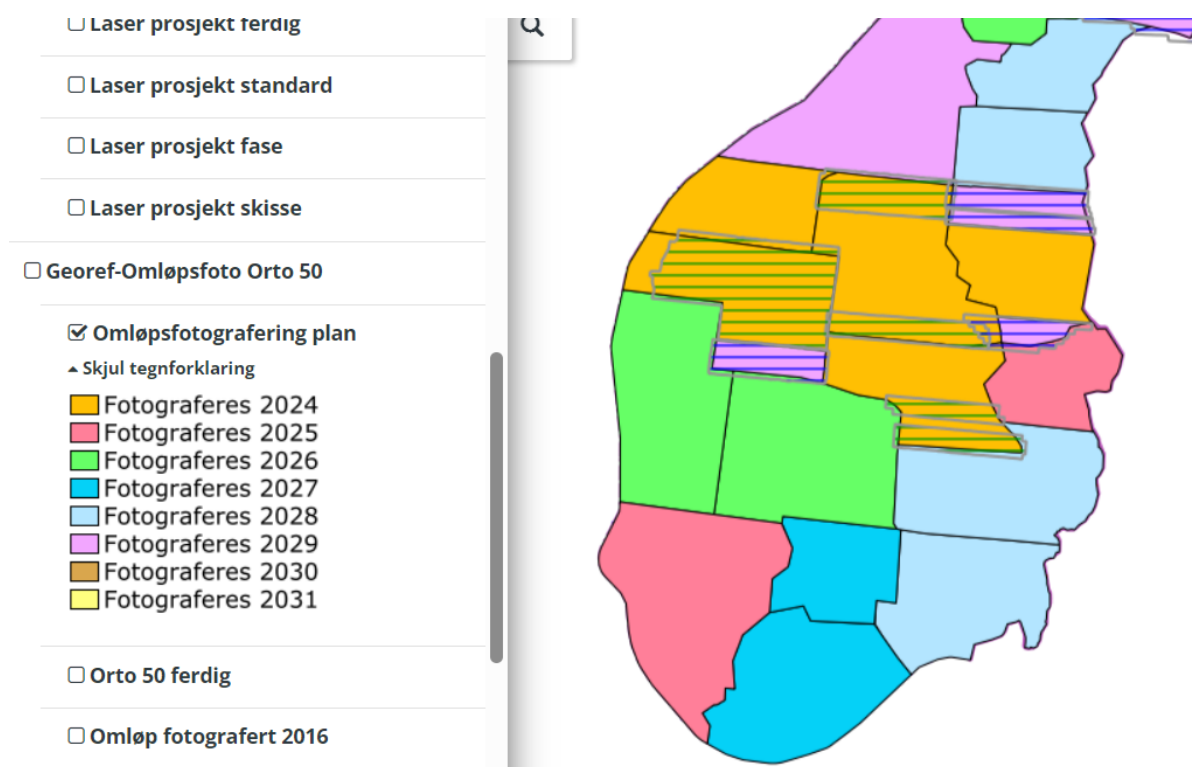 Laser prosjekt ferdig
Laser prosjekt standard
Laser prosjekt fase
Laser prosjekt skisse
Georef-Omløpsfoto Orto 50
Omløpsfotografering plan
Skjul tegnforklaring
Fotograferes 2024
Fotograferes 2025
Fotograferes 2026
Fotograferes 2027
Fotograferes 2028
Fotograferes 2029
Fotograferes 2030
Fotograferes 2031
Orto 50 ferdig
Omløp fotografert 2016